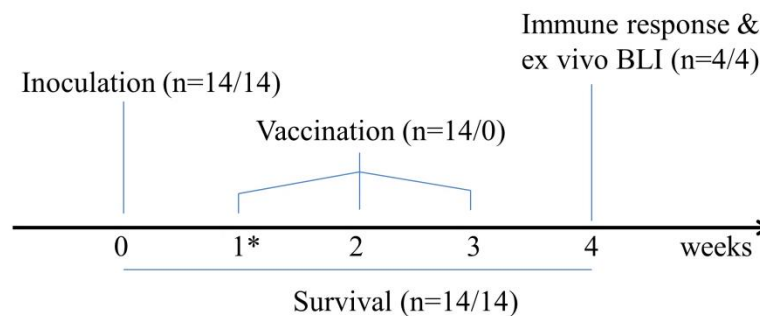 Immune response &
ex vivo BLI (n=4/4)
Inoculation (n=14/14)
Vaccination (n=14/0)
0 1* 2 3 4 weeks
Survival (n=14/14)